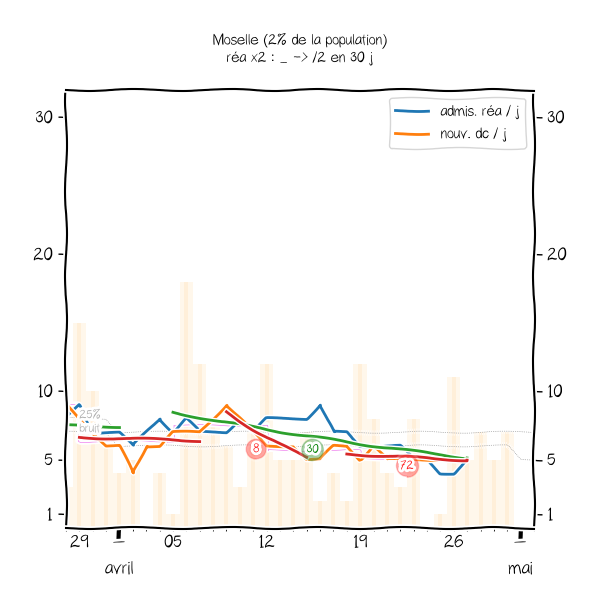 Moselle (2% de la population)
réa x2 : _ -> /2 en 30 j
admis. réa / j
nouv. dc / j
30
30
20
20
10
10
25%
bruit
8
30
72
5
5
1
1
29
05
12
19
26
avril
mai